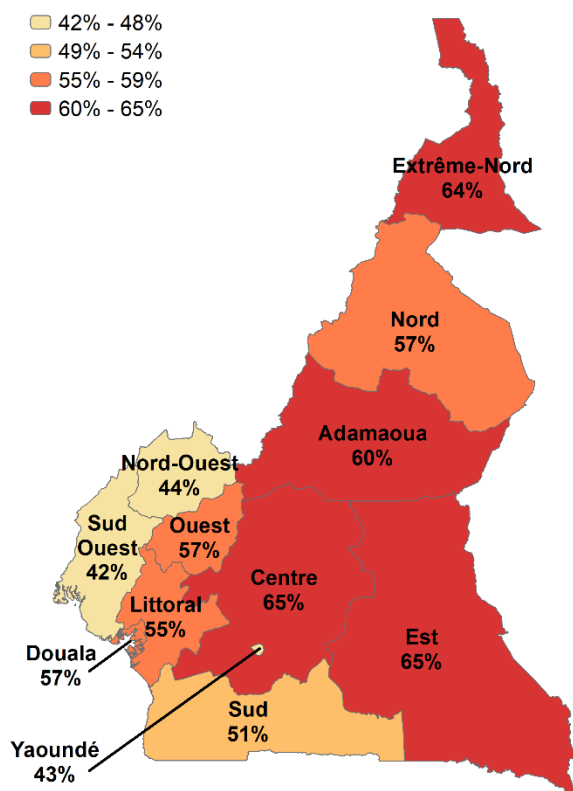 42% - 48%
49% - 54%
55% - 59%
60% - 65%
Extrême-Nord
64%
Nord
57%
Adamaoua
60%
Nord-Ouest
44%
Sud
Ouest
42%
Ouest
57%
Centre
65%
Littoral
55%
Est
65%
Douala
57%
Sud
51%
Yaoundé
43%